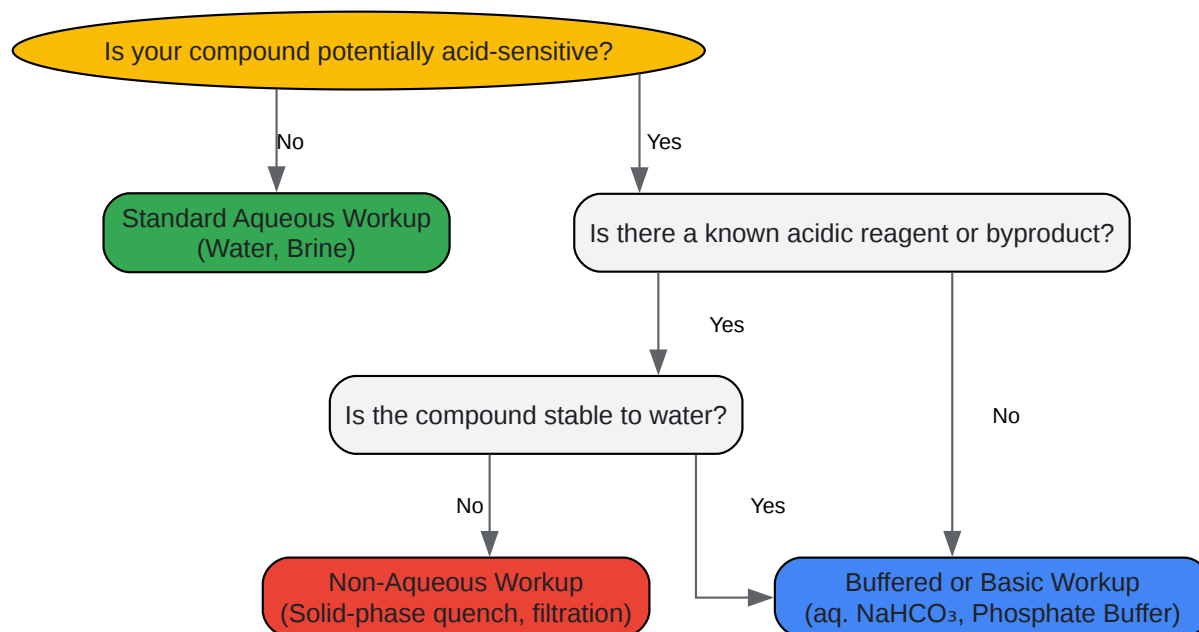 Is your compound potentially acid-sensitive?
No
Yes
Standard Aqueous Workup
(Water, Brine)
Is there a known acidic reagent or byproduct?
Yes
Is the compound stable to water?
No
No
Yes
Non-Aqueous Workup
(Solid-phase quench, filtration)
Buffered or Basic Workup
(aq. NaHCO₃, Phosphate Buffer)